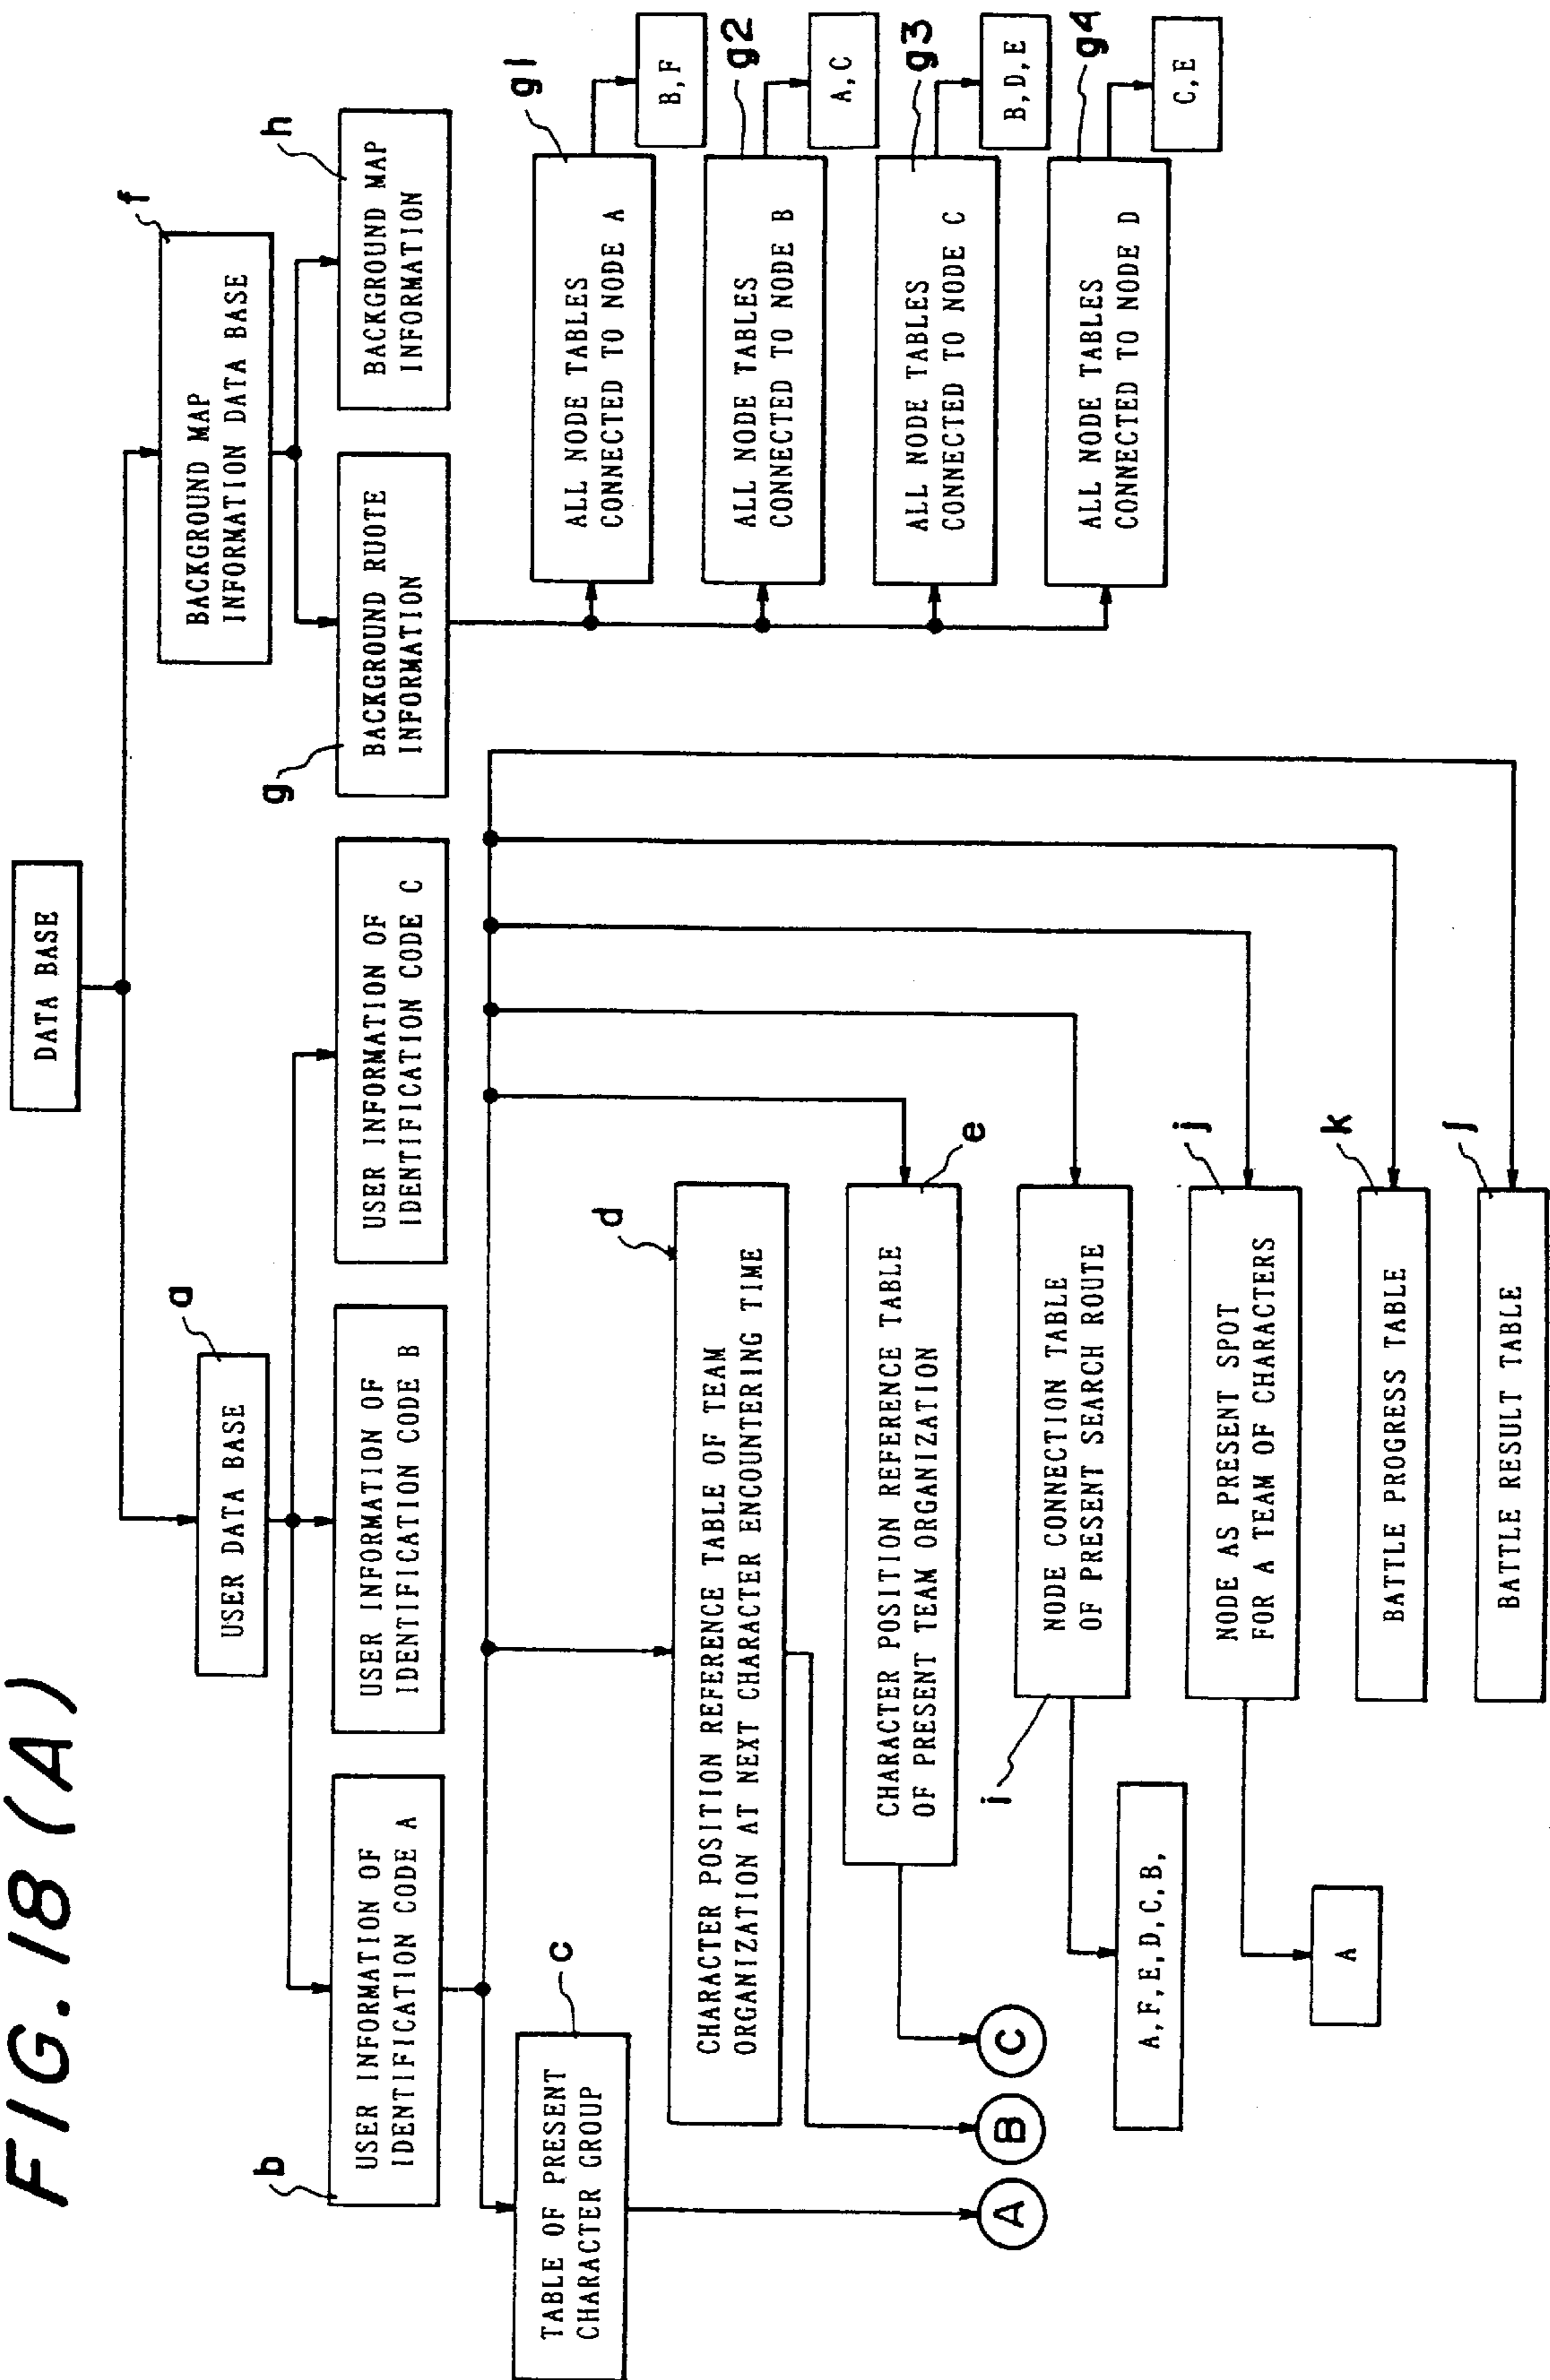 FIG. 18 (A)
DATA BASE
a
USER DATA BASE
f
BACKGROUND MAP
INFORMATION DATA BASE
b
USER INFORMATION OF
IDENTIFICATION CODE A
USER INFORMATION OF
IDENTIFICATION CODE B
USER INFORMATION OF
IDENTIFICATION CODE C
g
BACKGROUND RUOTE
INFORMATION
h
BACKGROUND MAP
INFORMATION
c
TABLE OF PRESENT
CHARACTER GROUP
d
CHARACTER POSITION REFERENCE TABLE OF TEAM
ORGANIZATION AT NEXT CHARACTER ENCOUNTERING TIME
e
CHARACTER POSITION REFERENCE TABLE
OF PRESENT TEAM ORGANIZATION
A
B
C
i
NODE CONNECTION TABLE
OF PRESENT SEARCH ROUTE
A, F, E, D, C, B,
j
NODE AS PRESENT SPOT
FOR A TEAM OF CHARACTERS
A
k
BATTLE PROGRESS TABLE
l
BATTLE RESULT TABLE
g1
ALL NODE TABLES
CONNECTED TO NODE A
B, F
g2
ALL NODE TABLES
CONNECTED TO NODE B
A, C
g3
ALL NODE TABLES
CONNECTED TO NODE C
B, D, E
g4
ALL NODE TABLES
CONNECTED TO NODE D
C, E